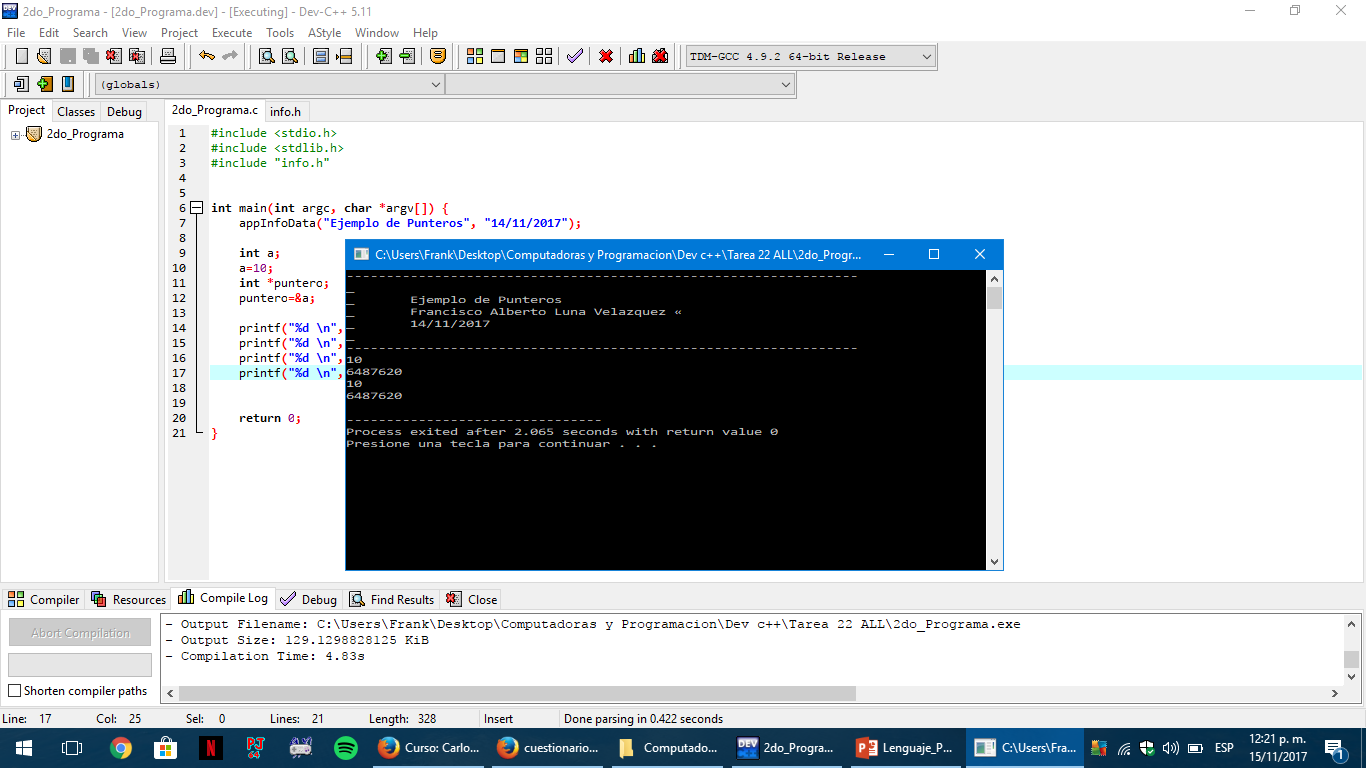 2do_Programa - [2do_Programa.dev] - [Executing] - Dev-C++ 5.11
File Edit Search View Project Execute Tools AStyle Window Help
TDM-GCC 4.9.2 64-bit Release
(globals)
Project Classes Debug
2do_Programa.c info.h
2do_Programa
1 #include <stdio.h>
2 #include <stdlib.h>
3 #include "info.h"
4
5
6 int main(int argc, char *argv[]) {
7 appInfoData("Ejemplo de Punteros", "14/11/2017");
8
9 int a;
10 a=10;
11 int *puntero;
12 puntero=&a;
13
14 printf("%d \n",
15 printf("%d \n",
16 printf("%d \n",
17 printf("%d \n",
18
19
20 return 0;
21 }
C:\Users\Frank\Desktop\Computadoras y Programacion\Dev c++\Tarea 22 ALL\2do_Progr...
----------------------------------------------------------------
_
_ Ejemplo de Punteros
_ Francisco Alberto Luna Velazquez «
_ 14/11/2017
_
----------------------------------------------------------------
10
6487620
10
6487620
--------------------------------
Process exited after 2.065 seconds with return value 0
Presione una tecla para continuar . . .
Compiler Resources Compile Log Debug Find Results Close
Abort Compilation
Shorten compiler paths
- Output Filename: C:\Users\Frank\Desktop\Computadoras y Programacion\Dev c++\Tarea 22 ALL\2do_Programa.exe
- Output Size: 129.1298828125 KiB
- Compilation Time: 4.83s
Line: 17 Col: 25 Sel: 0 Lines: 21 Length: 328 Insert Done parsing in 0.422 seconds
Curso: Carlo... cuestionario... Computado... 2do_Progra... Lenguaje_P... C:\Users\Fra... ESP
12:21 p. m.
15/11/2017
1